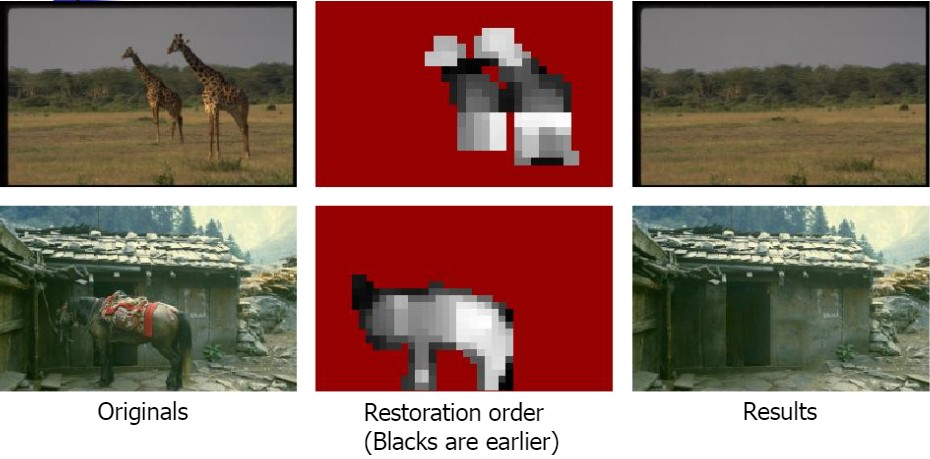 Originals
Restoration order
(Blacks are earlier)
Results